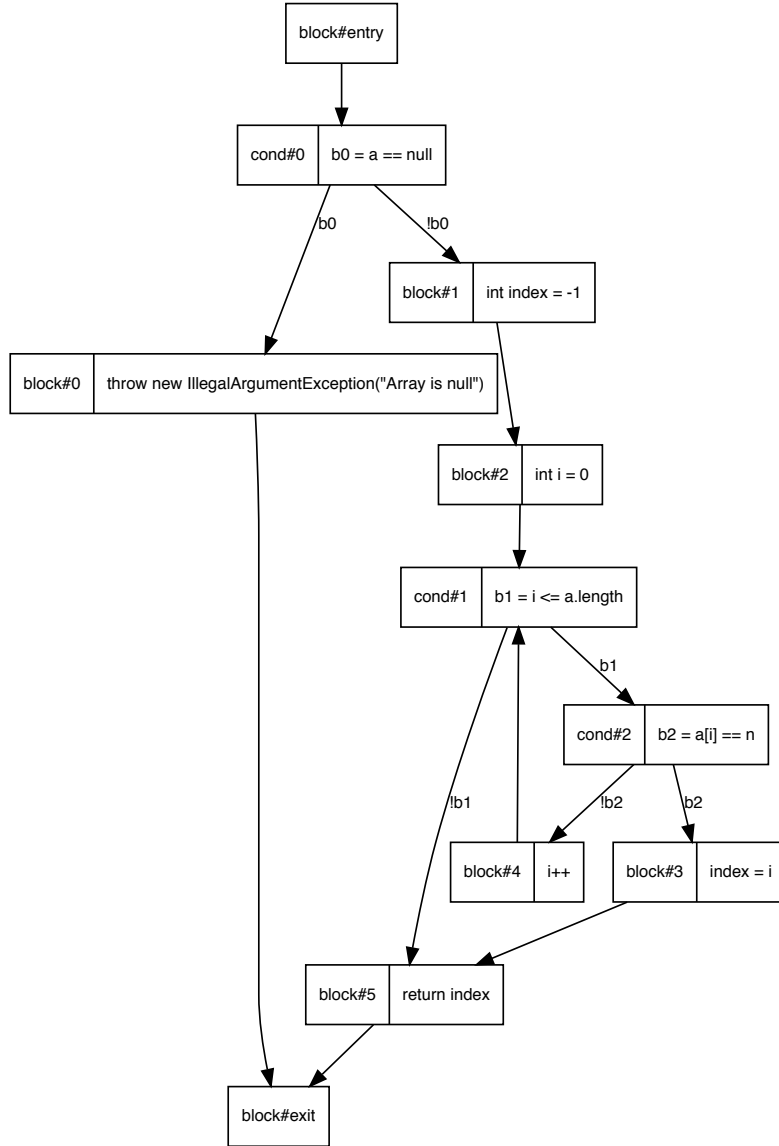 block#entry
cond#0 b0 = a == null
b0
!b0
block#1 int index = -1
block#0 throw new IllegalArgumentException("Array is null")
block#2 int i = 0
cond#1 b1 = i <= a.length
b1
cond#2 b2 = a[i] == n
!b1
!b2
b2
block#4 i++
block#3 index = i
block#5 return index
block#exit